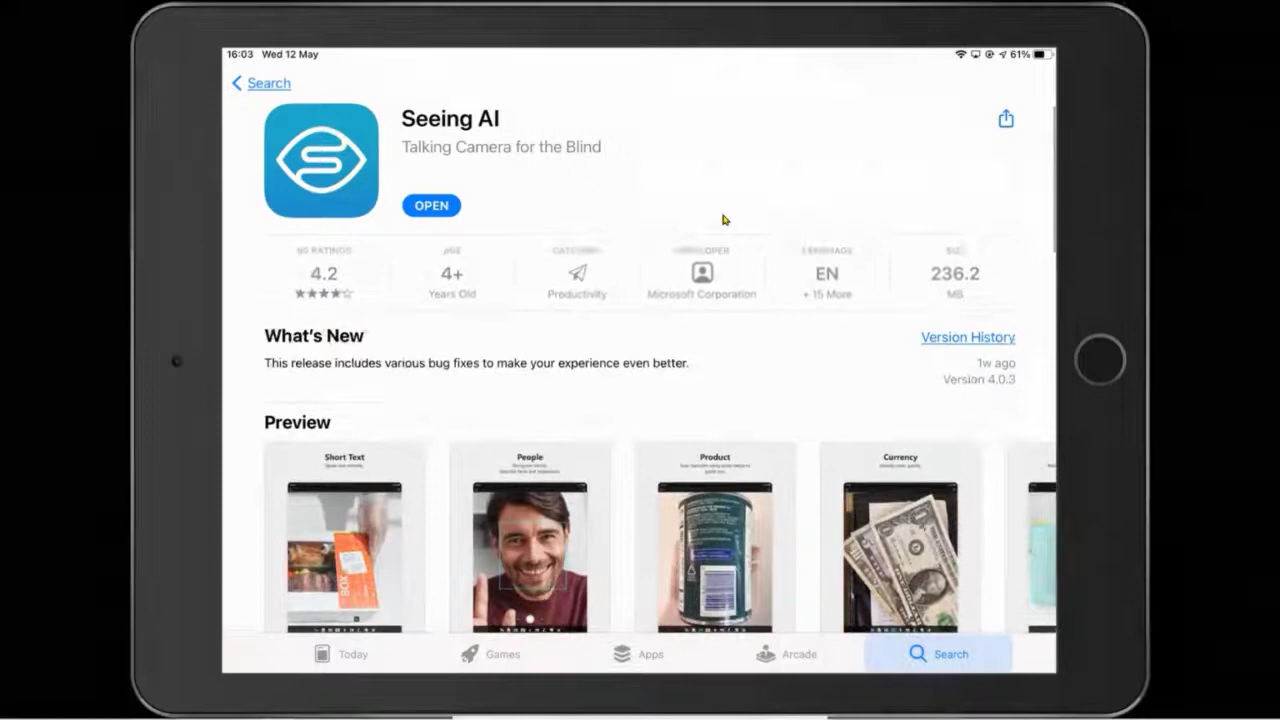 16:03 Wed 12 May
61%
Search
Seeing AI
Talking Camera for the Blind
OPEN
RATINGS
4.2
4+
EN
236.2
Years Old
Productivity
Microsoft Corporation
+ 15 More
MB
What's New
Version History
This release includes various bug fixes to make your experience even better.
1w ago
Version 4.0.3
Preview
Short Text
People
Product
Currency
BOX
Today
Games
Apps
Arcade
Search